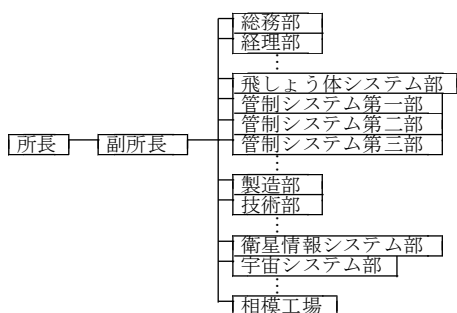 総務部
経理部
飛しょう体システム部
管制システム第一部
管制システム第二部
所長 副所長 管制システム第三部
製造部
技術部
衛星情報システム部
宇宙システム部
相模工場